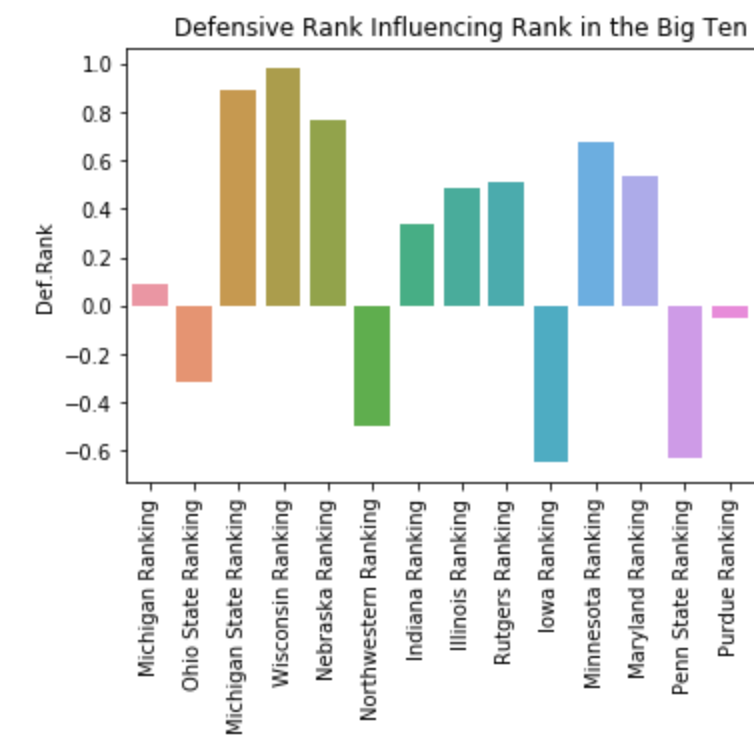 Defensive Rank Influencing Rank in the Big Ten
1.0
0.8
0.6
0.4
0.2
0.0
−0.2
−0.4
−0.6
Def.Rank
Michigan Ranking
Ohio State Ranking
Michigan State Ranking
Wisconsin Ranking
Nebraska Ranking
Northwestern Ranking
Indiana Ranking
Illinois Ranking
Rutgers Ranking
Iowa Ranking
Minnesota Ranking
Maryland Ranking
Penn State Ranking
Purdue Ranking